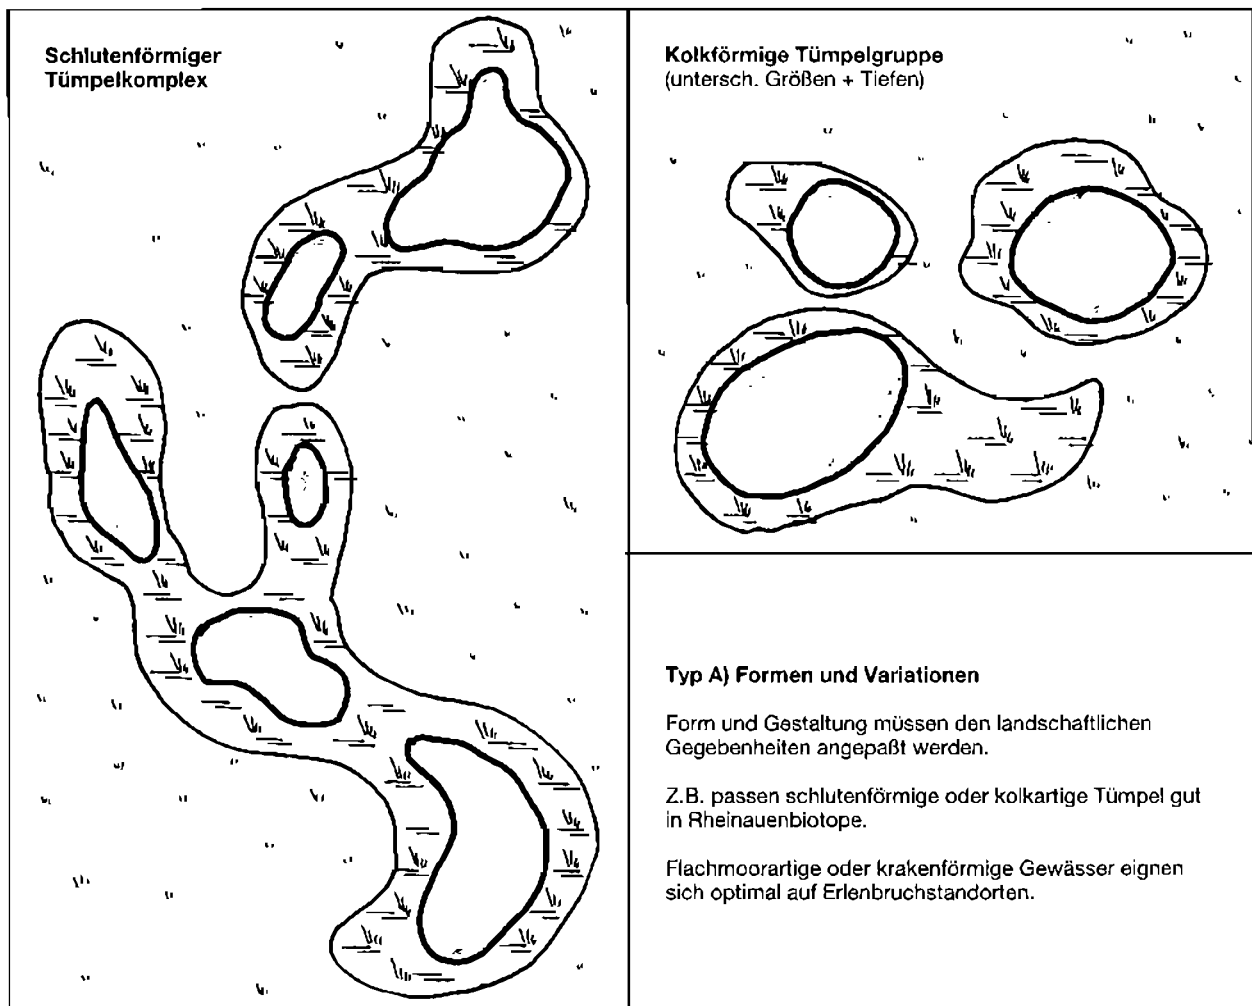 Schlutenförmiger
Tümpelkomplex
Kolkförmige Tümpelgruppe
(untersch. Größen + Tiefen)
Typ A) Formen und Variationen
Form und Gestaltung müssen den landschaftlichen
Gegebenheiten angepaßt werden.
Z.B. passen schlutenförmige oder kolkartige Tümpel gut
in Rheinauenbiotope.
Flachmoorartige oder krakenförmige Gewässer eignen
sich optimal auf Erlenbruchstandorten.